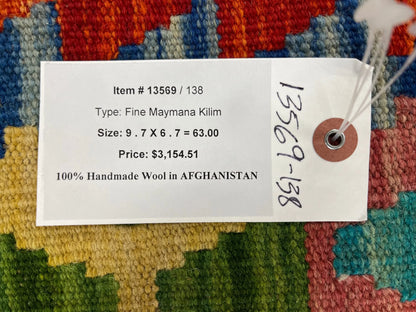 Item # 13569 / 138
Type: Fine Maymana Kilim
Size: 9 . 7 X 6 . 7 = 63.00
Price: $3,154.51
100% Handmade Wool in AFGHANISTAN
13569-138